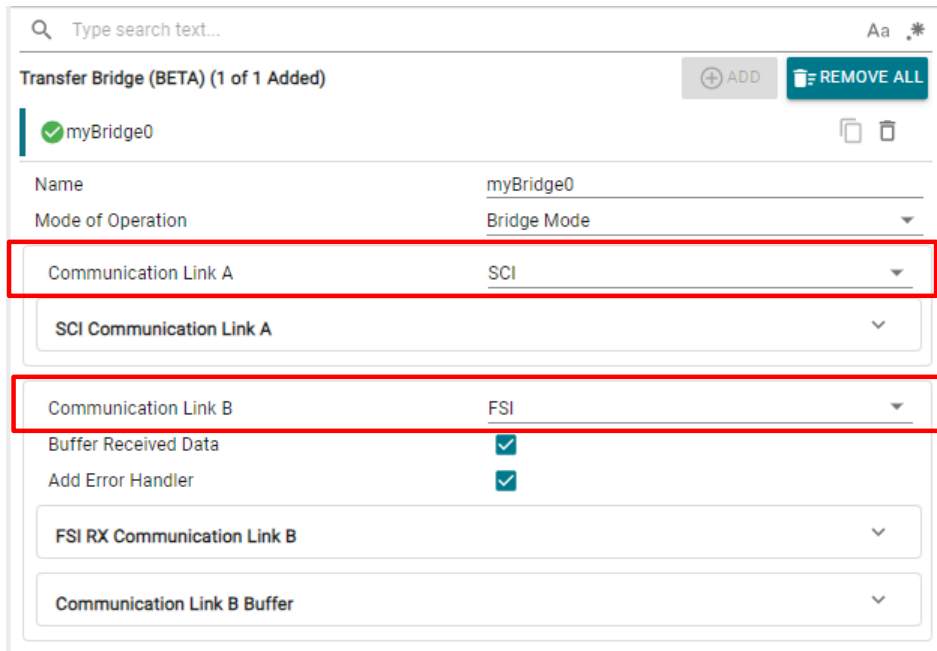 Type search text...
Aa .*
Transfer Bridge (BETA) (1 of 1 Added)
ADD
REMOVE ALL
myBridge0
Name
myBridge0
Mode of Operation
Bridge Mode
Communication Link A
SCI
SCI Communication Link A
Communication Link B
FSI
Buffer Received Data
Add Error Handler
FSI RX Communication Link B
Communication Link B Buffer